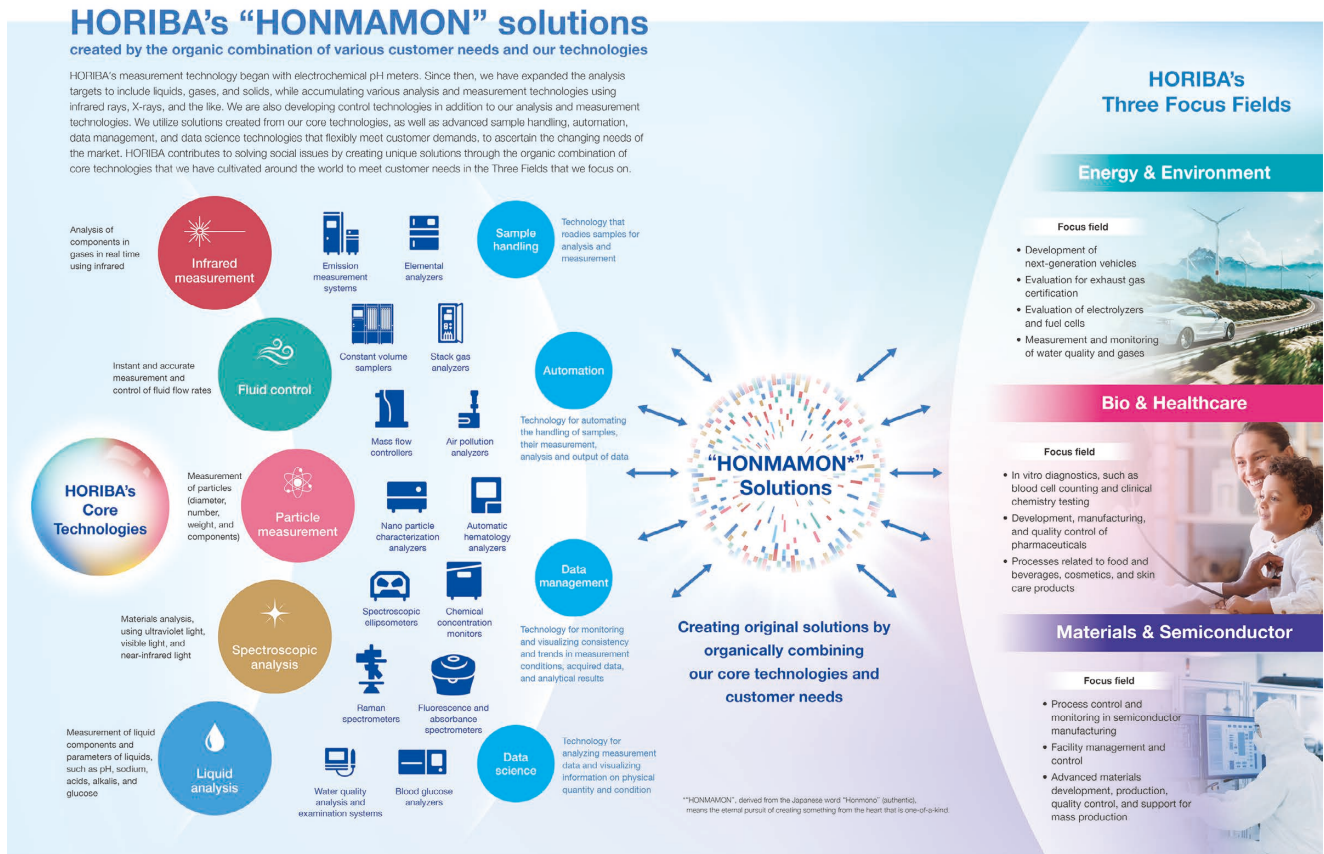 HORIBA's “HONMAMON” solutions
created by the organic combination of various customer needs and our technologies
HORIBA's measurement technology began with electrochemical pH meters. Since then, we have expanded the analysis
targets to include liquids, gases, and solids, while accumulating various analysis and measurement technologies using
infrared rays, X-rays, and the like. We are also developing control technologies in addition to our analysis and measurement
technologies. We utilize solutions created from our core technologies, as well as advanced sample handling, automation,
data management, and data science technologies that flexibly meet customer demands, to ascertain the changing needs of
the market. HORIBA contributes to solving social issues by creating unique solutions through the organic combination of
core technologies that we have cultivated around the world to meet customer needs in the Three Fields that we focus on.
HORIBA's
Core
Technologies
Analysis of
components in
gases in real time
using infrared
Infrared
measurement
Instant and accurate
measurement and
control of fluid flow rates
Fluid control
Measurement
of particles
(diameter,
number,
weight, and
components)
Particle
measurement
Materials analysis,
using ultraviolet light,
visible light, and
near-infrared light
Spectroscopic
analysis
Measurement of liquid
components and
parameters of liquids,
such as pH, sodium,
acids, alkalis, and
glucose
Liquid
analysis
Emission
measurement
systems
Elemental
analyzers
Constant volume
samplers
Stack gas
analyzers
Mass flow
controllers
Air pollution
analyzers
Nano particle
characterization
analyzers
Automatic
hematology
analyzers
Spectroscopic
ellipsometers
Chemical
concentration
monitors
Raman
spectrometers
Fluorescence and
absorbance
spectrometers
Water quality
analysis and
examination systems
Blood glucose
analyzers
Sample
handling
Technology that
readies samples for
analysis and
measurement
Automation
Technology for automating
the handling of samples,
their measurement,
analysis and output of data
Data
management
Technology for monitoring
and visualizing consistency
and trends in measurement
conditions, acquired data,
and analytical results
Data
science
Technology for
analyzing measurement
data and visualizing
information on physical
quantity and condition
“HONMAMON*”
Solutions
Creating original solutions by
organically combining
our core technologies and
customer needs
*“HONMAMON”, derived from the Japanese word “Honmono” (authentic),
means the eternal pursuit of creating something from the heart that is one-of-a-kind.
HORIBA's
Three Focus Fields
Energy & Environment
Focus field
• Development of
next-generation vehicles
• Evaluation for exhaust gas
certification
• Evaluation of electrolyzers
and fuel cells
• Measurement and monitoring
of water quality and gases
Bio & Healthcare
Focus field
• In vitro diagnostics, such as
blood cell counting and clinical
chemistry testing
• Development, manufacturing,
and quality control of
pharmaceuticals
• Processes related to food and
beverages, cosmetics, and skin
care products
Materials & Semiconductor
Focus field
• Process control and
monitoring in semiconductor
manufacturing
• Facility management and
control
• Advanced materials
development, production,
quality control, and support for
mass production